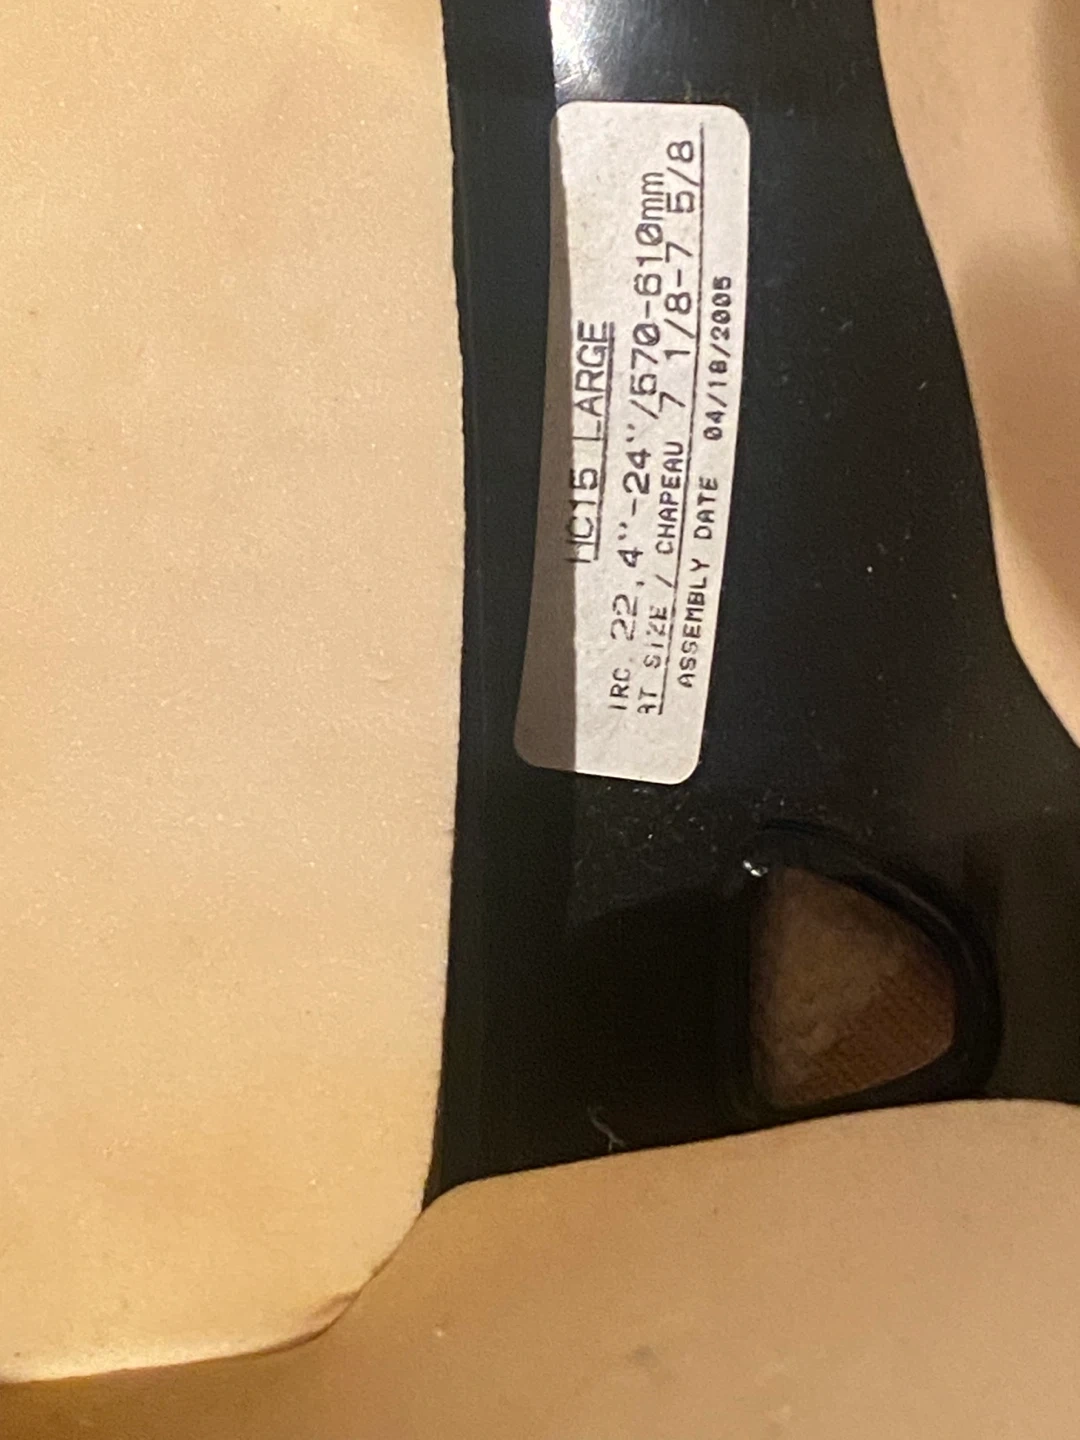 HC15 LARGE
IRC. 22.4"-24"/570-610mm
AT SIZE / CHAPEAU 7 1/8-7 5/8
ASSEMBLY DATE 04/18/2005